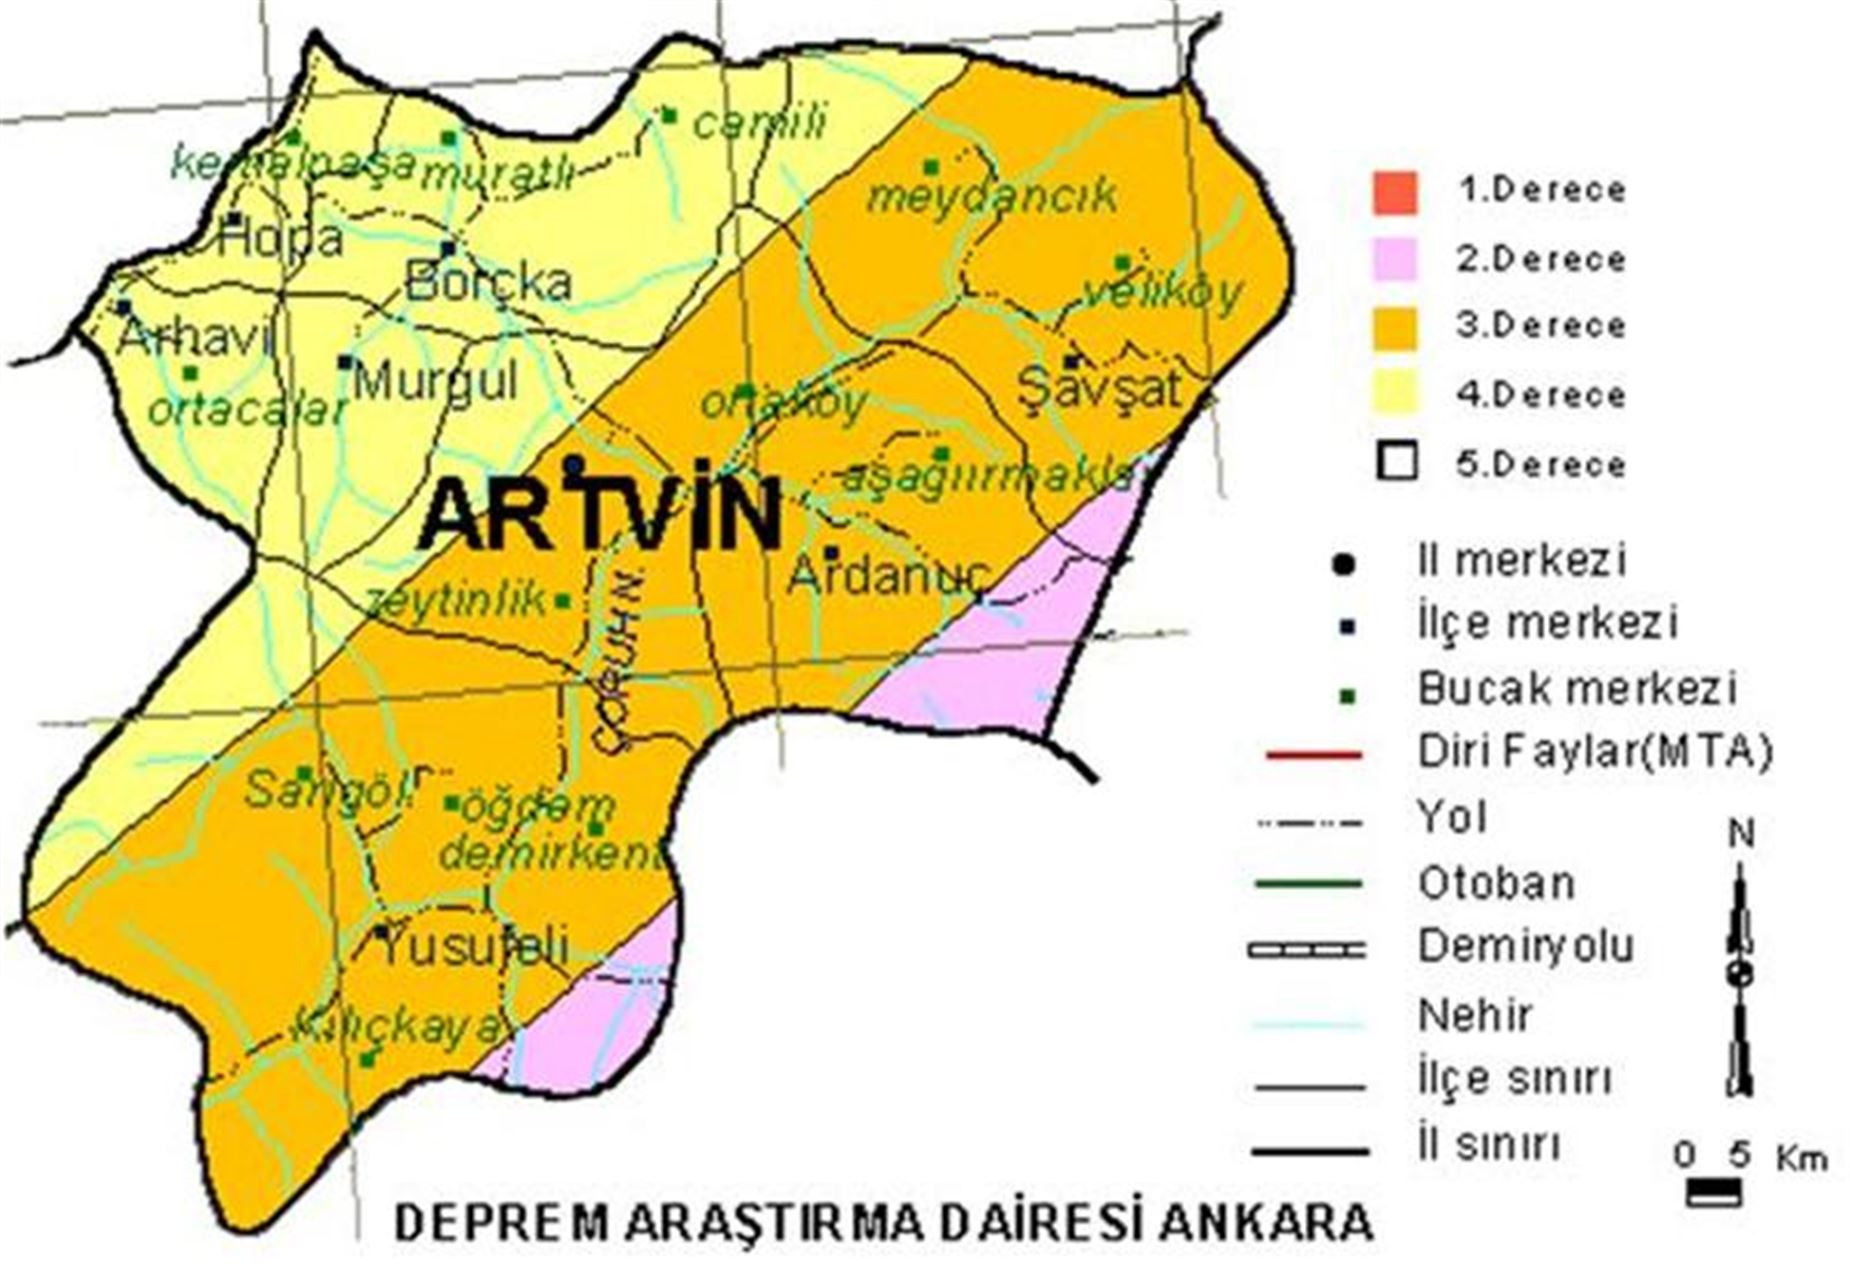 camili
kemalpaşa
muratlı
meydancık
Hopa
Borçka
veliköy
Arhavi
Murgul
ortacalar
Şavşat
ortaköy
aşağıırmaklar
ARTVİN
Ardanuç
zeytinlik
ÇORUH N.
Sarıgöl
öğdem
demirkent
Yusufeli
Kılıçkaya
1.Derece
2.Derece
3.Derece
4.Derece
5.Derece
Il merkezi
İlçe merkezi
Bucak merkezi
Diri Faylar(MTA)
Yol
Otoban
Demiryolu
Nehir
İlçe sınırı
İl sınırı
N
0 5 Km
DEPREM ARAŞTIRMA DAİRESİ ANKARA